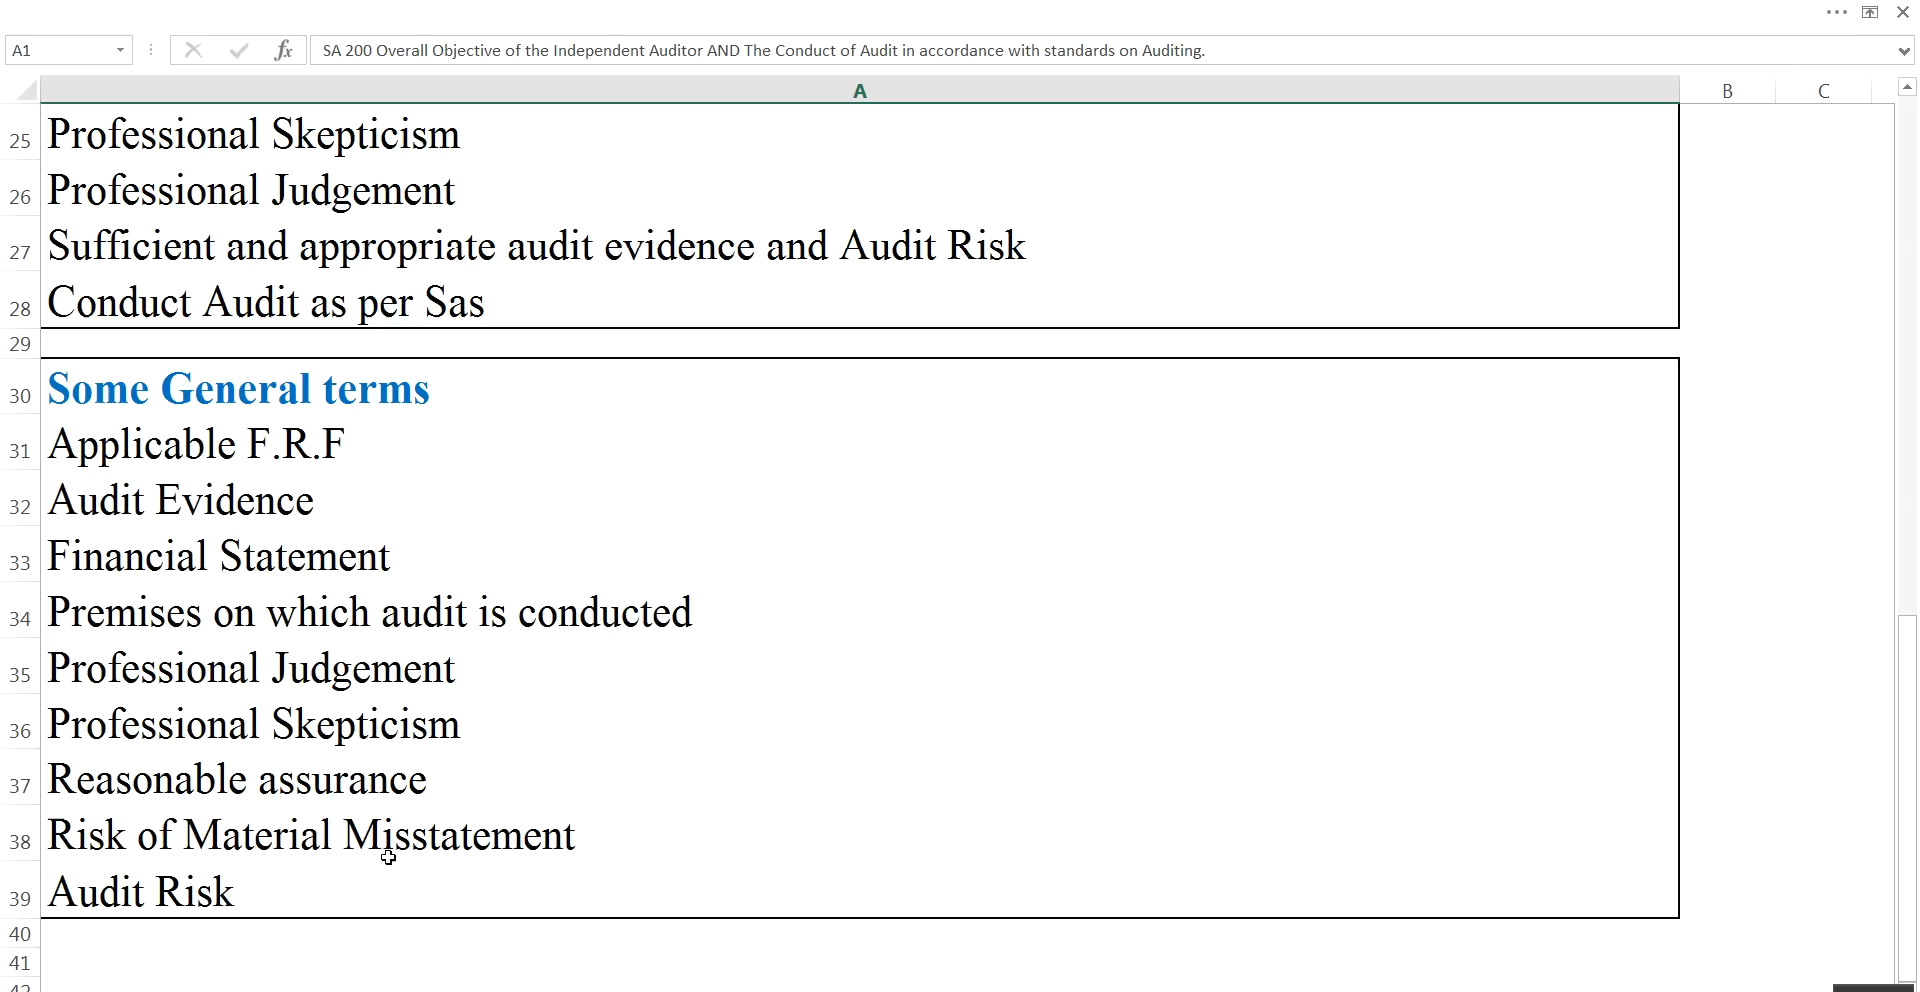 A1
fx
SA 200 Overall Objective of the Independent Auditor AND The Conduct of Audit in accordance with standards on Auditing.
A B C
25 Professional Skepticism
26 Professional Judgement
27 Sufficient and appropriate audit evidence and Audit Risk
28 Conduct Audit as per Sas
29
30 Some General terms
31 Applicable F.R.F
32 Audit Evidence
33 Financial Statement
34 Premises on which audit is conducted
35 Professional Judgement
36 Professional Skepticism
37 Reasonable assurance
38 Risk of Material Misstatement
39 Audit Risk
40
41
42